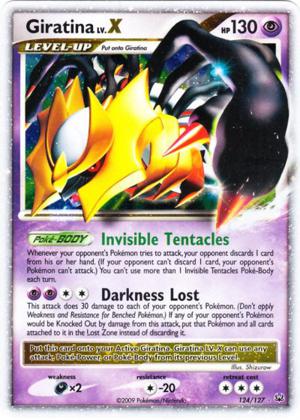 Giratina LV.X HP130
LEVEL-UP Put onto Giratina
Poké-BODY Invisible Tentacles
Whenever your opponent's Pokémon tries to attack, your opponent discards 1 card
from his or her hand. (If your opponent can't discard 1 card, your opponent's
Pokémon can't attack.) You can't use more than 1 Invisible Tentacles Poké-Body
each turn.
Darkness Lost
This attack does 30 damage to each of your opponent's Pokémon. (Don't apply
Weakness and Resistance for Benched Pokémon.) If any of your opponent's Pokémon
would be Knocked Out by damage from this attack, put that Pokémon and all cards
attached to it in the Lost Zone instead of discarding it.
Put this card onto your Active Giratina. Giratina LV.X can use any
attack, Poké-Power, or Poké-Body from its previous Level.
Illus. Shizurow
weakness resistance retreat cost
×2 -20
©2009 Pokémon/Nintendo 124/127